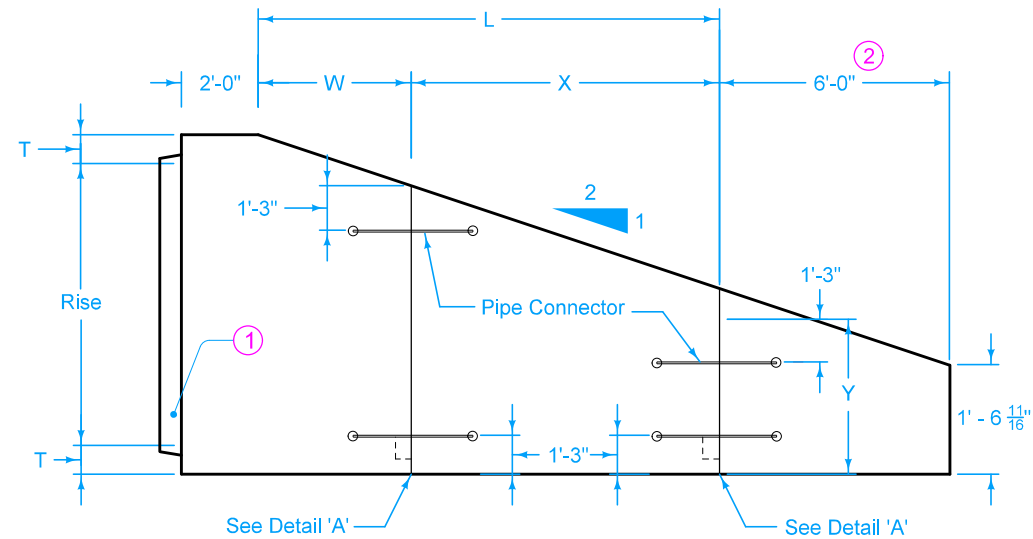 L
2
2'-0"
W
X
6'-0"
T
2
1
1'-3"
1'-3"
Rise
Pipe Connector
1
Y
1' - 6 11/16"
T
1'-3"
See Detail 'A'
See Detail 'A'